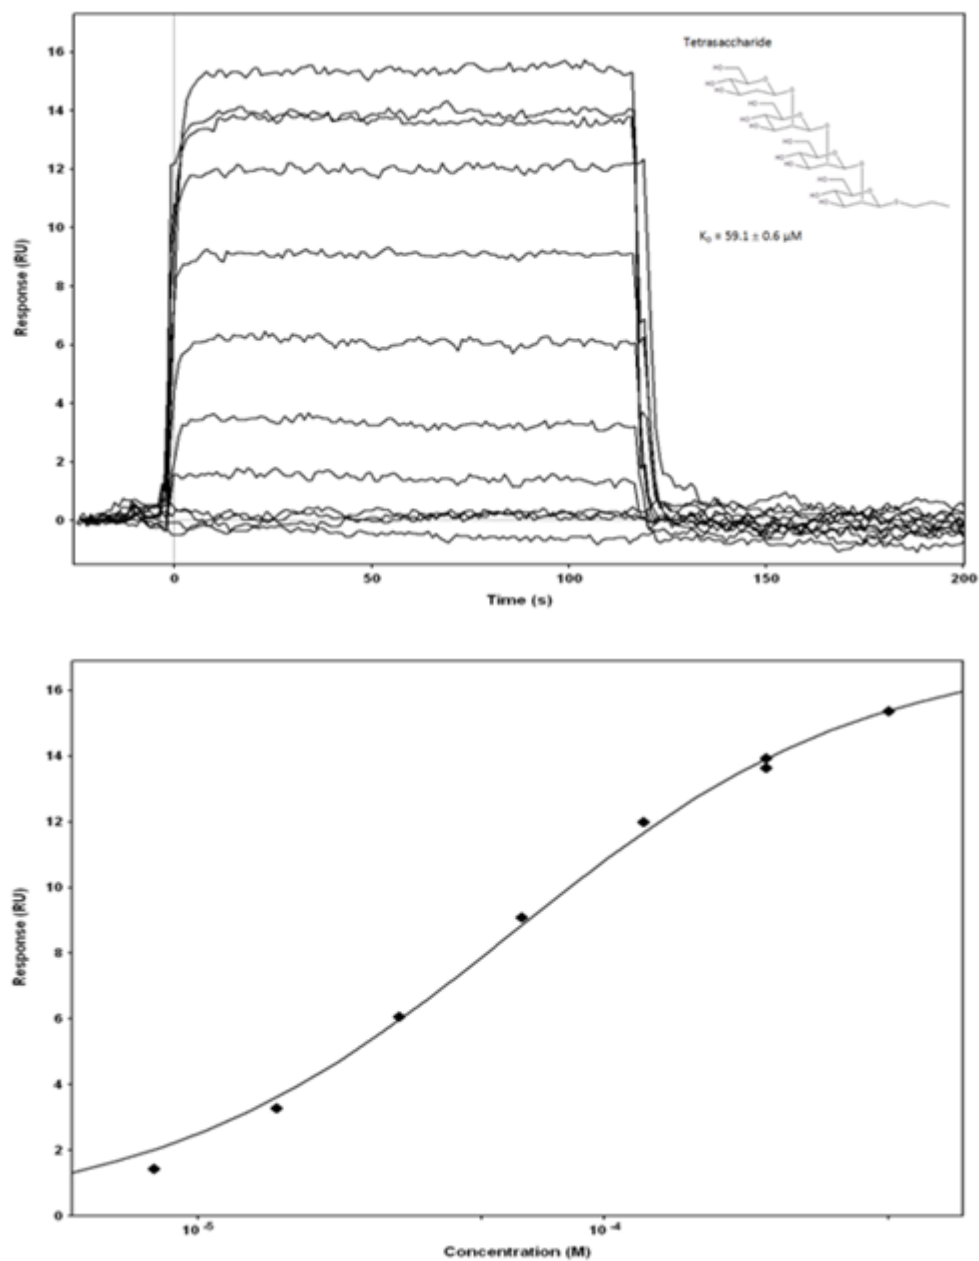 Tetrasaccharide
K_D = 59.1 ± 0.6 µM
Response (RU)
16
14
12
10
8
6
4
2
0
0 50 100 150 200
Time (s)
Response (RU)
16
14
12
10
8
6
4
2
0
10^-5 10^-4
Concentration (M)